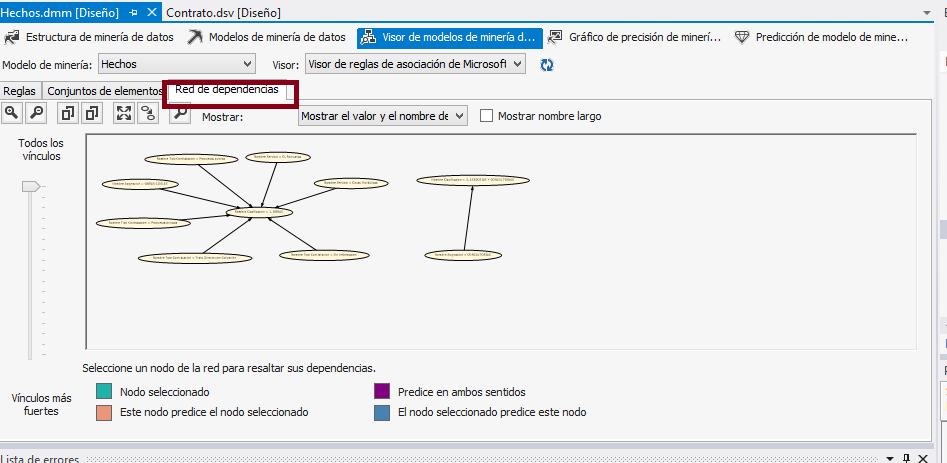 Hechos.dmm [Diseño] Contrato.dsv [Diseño]
Estructura de minería de datos Modelos de minería de datos Visor de modelos de minería d... Gráfico de precisión de minerí... Predicción de modelo de mine...
Modelo de minería: Hechos Visor: Visor de reglas de asociación de Microsoft
Reglas Conjuntos de elementos Red de dependencias
Mostrar: Mostrar el valor y el nombre de Mostrar nombre largo
Todos los
vínculos
Seleccione un nodo de la red para resaltar sus dependencias.
Vínculos más
fuertes
Nodo seleccionado Predice en ambos sentidos
Este nodo predice el nodo seleccionado El nodo seleccionado predice este nodo
Lista de errores